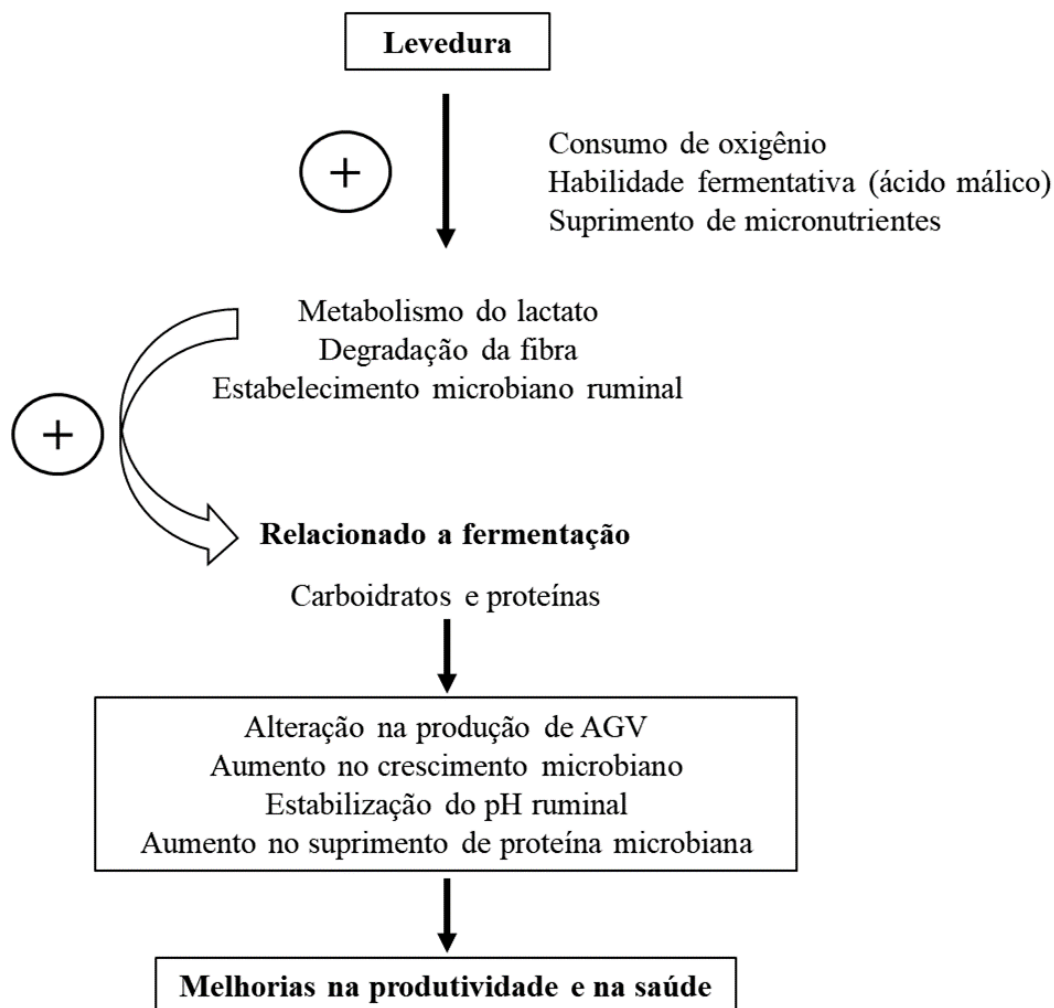 Levedura
+
Consumo de oxigênio
Habilidade fermentativa (ácido málico)
Suprimento de micronutrientes
Metabolismo do lactato
Degradação da fibra
Estabelecimento microbiano ruminal
+
Relacionado a fermentação
Carboidratos e proteínas
Alteração na produção de AGV
Aumento no crescimento microbiano
Estabilização do pH ruminal
Aumento no suprimento de proteína microbiana
Melhorias na produtividade e na saúde